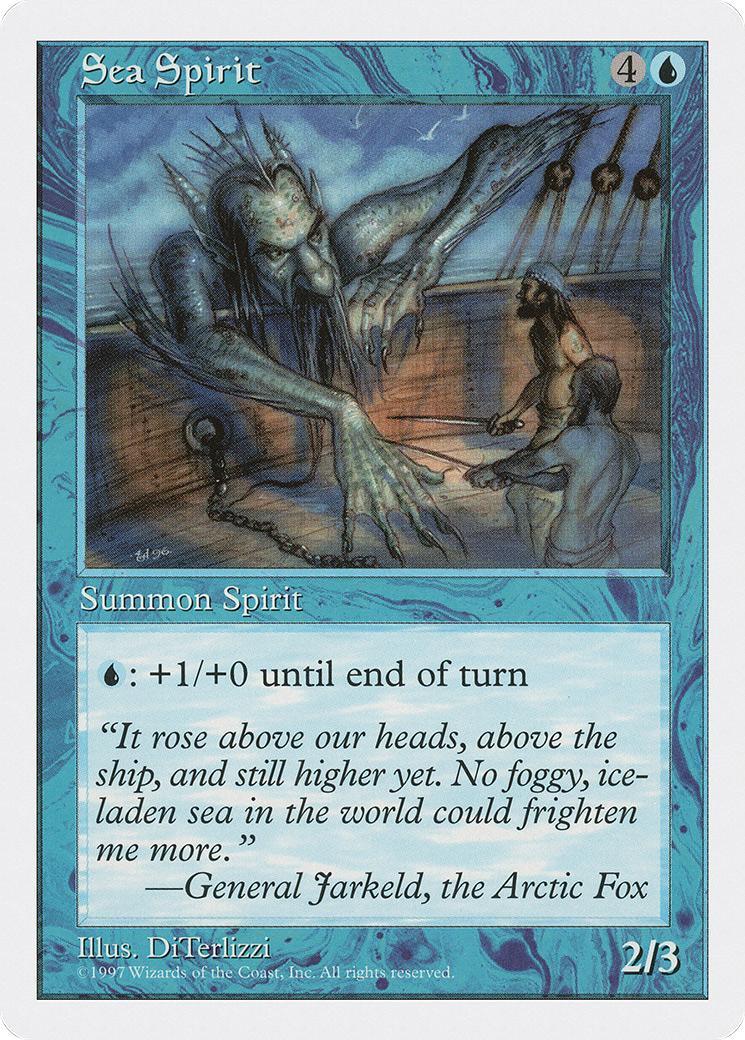 Sea Spirit 4
Summon Spirit
: +1/+0 until end of turn
“It rose above our heads, above the
ship, and still higher yet. No foggy, ice-
laden sea in the world could frighten
me more.”
—General Jarkeld, the Arctic Fox
Illus. DiTerlizzi
©1997 Wizards of the Coast, Inc. All rights reserved.
2/3